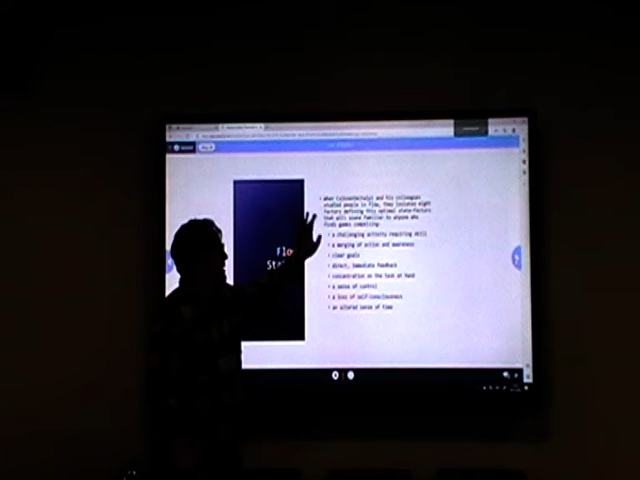 Flo
Sta
When Csikszentmihalyi and his colleagues
studied people in flow, they isolated eight
factors defining this optimal state—factors
that will sound familiar to anyone who
finds games compelling:
• a challenging activity requiring skill
• a merging of action and awareness
• clear goals
• direct, immediate feedback
• concentration on the task at hand
• a sense of control
• a loss of self-consciousness
• an altered sense of time